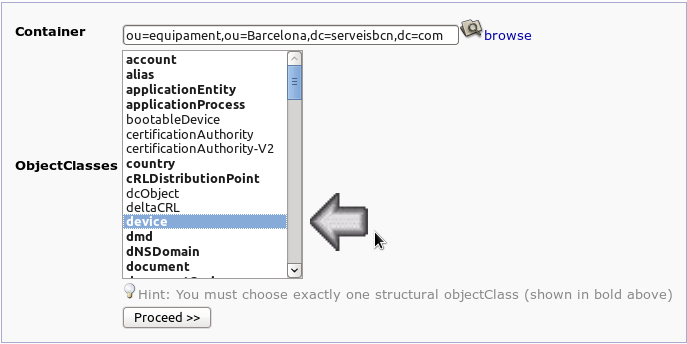 Container
ou=equipament,ou=Barcelona,dc=serveisbcn,dc=com
browse
ObjectClasses
account
alias
applicationEntity
applicationProcess
bootableDevice
certificationAuthority
certificationAuthority-V2
country
cRLDistributionPoint
dcObject
deltaCRL
device
dmd
dNSDomain
document
Hint: You must choose exactly one structural objectClass (shown in bold above)
Proceed >>